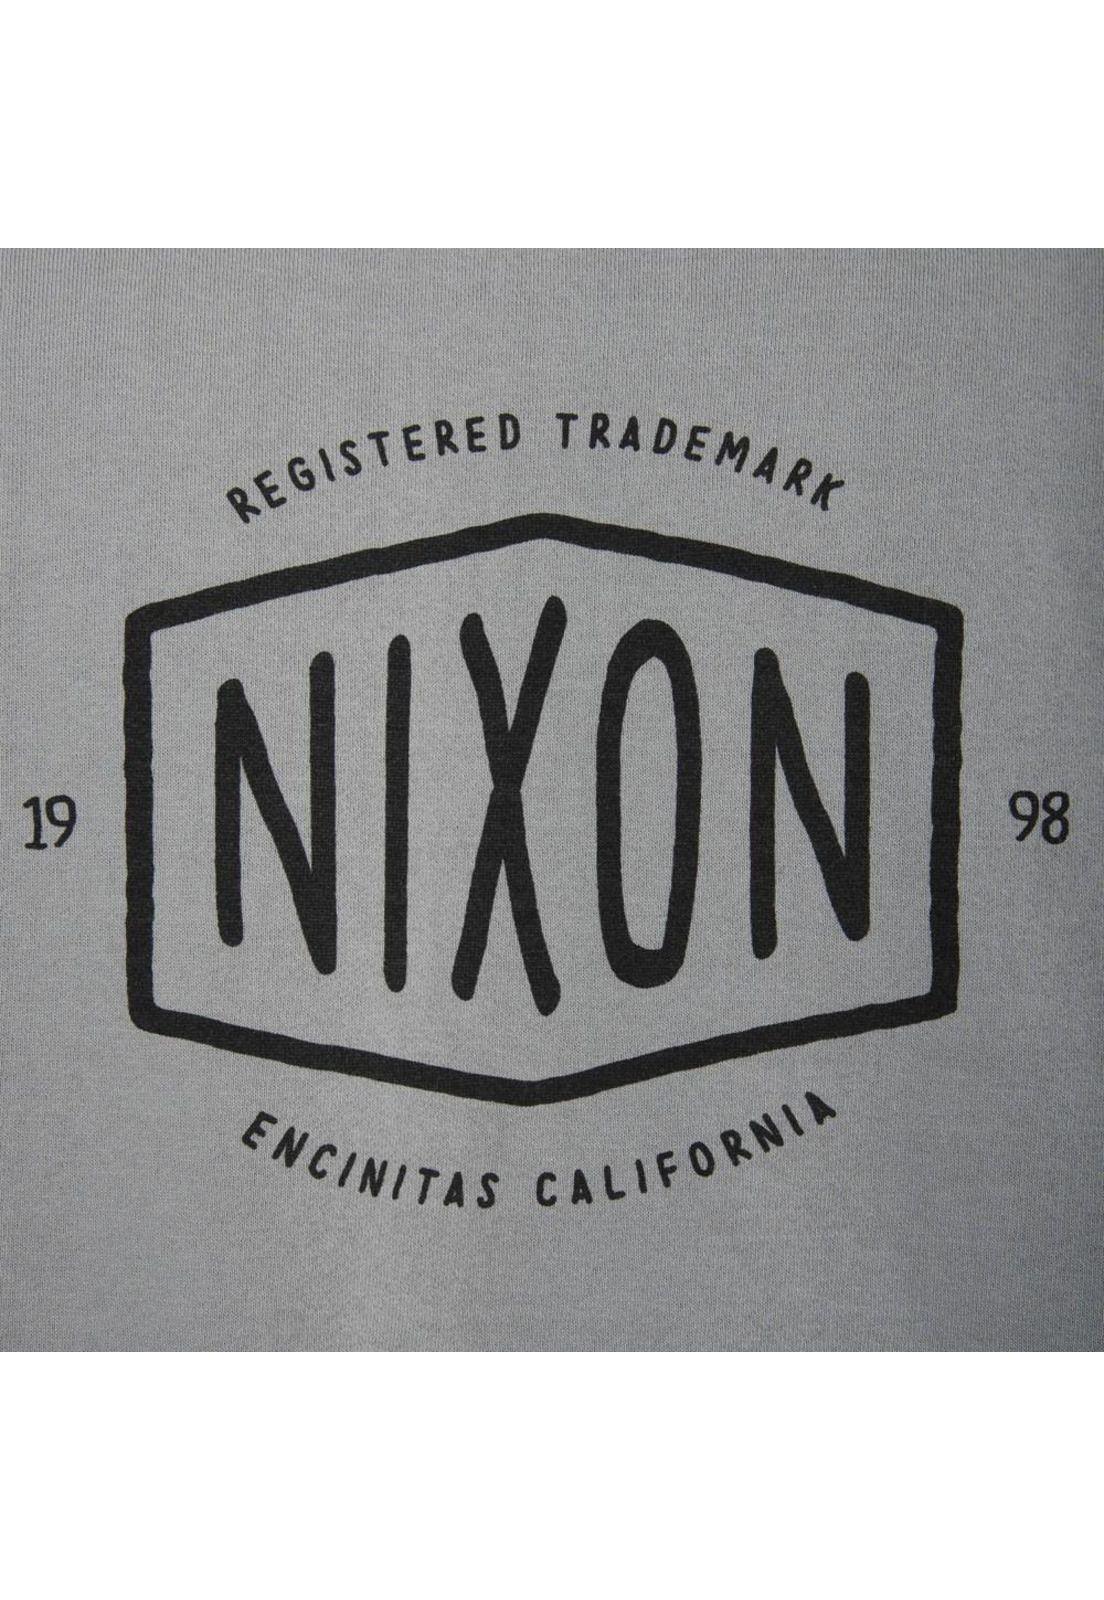 REGISTERED TRADEMARK
NIXON
19 98
ENCINITAS CALIFORNIA